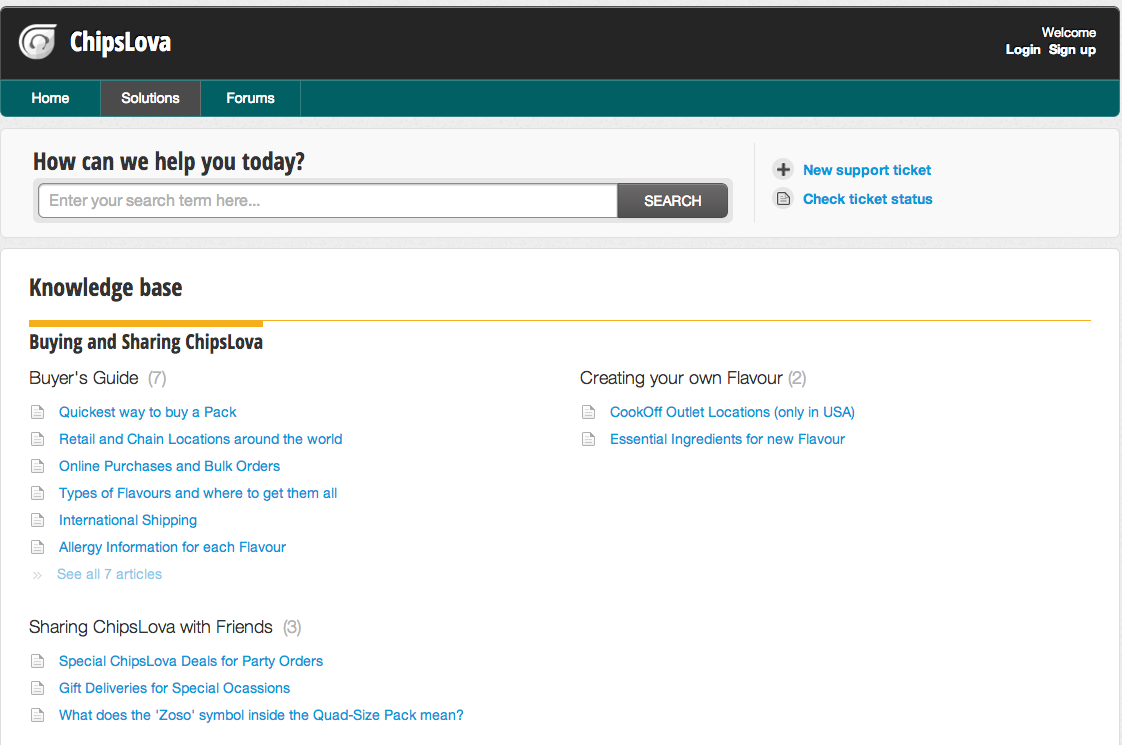 ChipsLova
Welcome
Login Sign up
Home Solutions Forums
How can we help you today?
Enter your search term here... SEARCH
New support ticket
Check ticket status
Knowledge base
Buying and Sharing ChipsLova
Buyer's Guide (7)
Quickest way to buy a Pack
Retail and Chain Locations around the world
Online Purchases and Bulk Orders
Types of Flavours and where to get them all
International Shipping
Allergy Information for each Flavour
» See all 7 articles
Creating your own Flavour (2)
CookOff Outlet Locations (only in USA)
Essential Ingredients for new Flavour
Sharing ChipsLova with Friends (3)
Special ChipsLova Deals for Party Orders
Gift Deliveries for Special Ocassions
What does the 'Zoso' symbol inside the Quad-Size Pack mean?